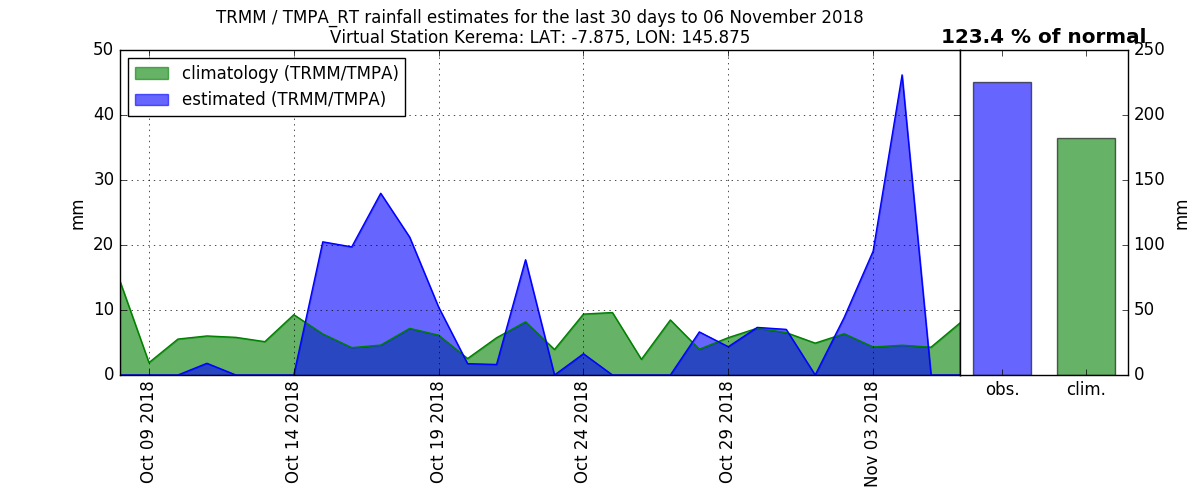 TRMM / TMPA_RT rainfall estimates for the last 30 days to 06 November 2018
Virtual Station Kerema: LAT: -7.875, LON: 145.875
123.4 % of normal
climatology (TRMM/TMPA)
estimated (TRMM/TMPA)
50
40
30
20
10
0
mm
Oct 09 2018
Oct 14 2018
Oct 19 2018
Oct 24 2018
Oct 29 2018
Nov 03 2018
obs.
clim.
250
200
150
100
50
0
mm